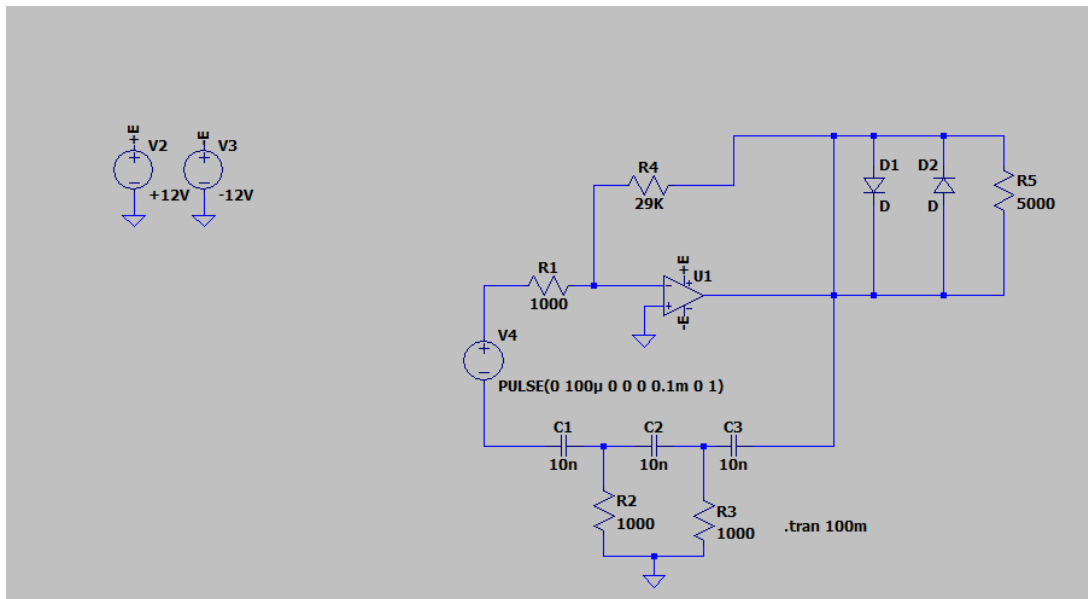 +E
V2
+12V
-E
V3
-12V
R4
29K
D1
D
D2
D
R5
5000
R1
1000
+E
U1
-E
V4
PULSE(0 100µ 0 0 0 0.1m 0 1)
C1
10n
C2
10n
C3
10n
R2
1000
R3
1000
.tran 100m